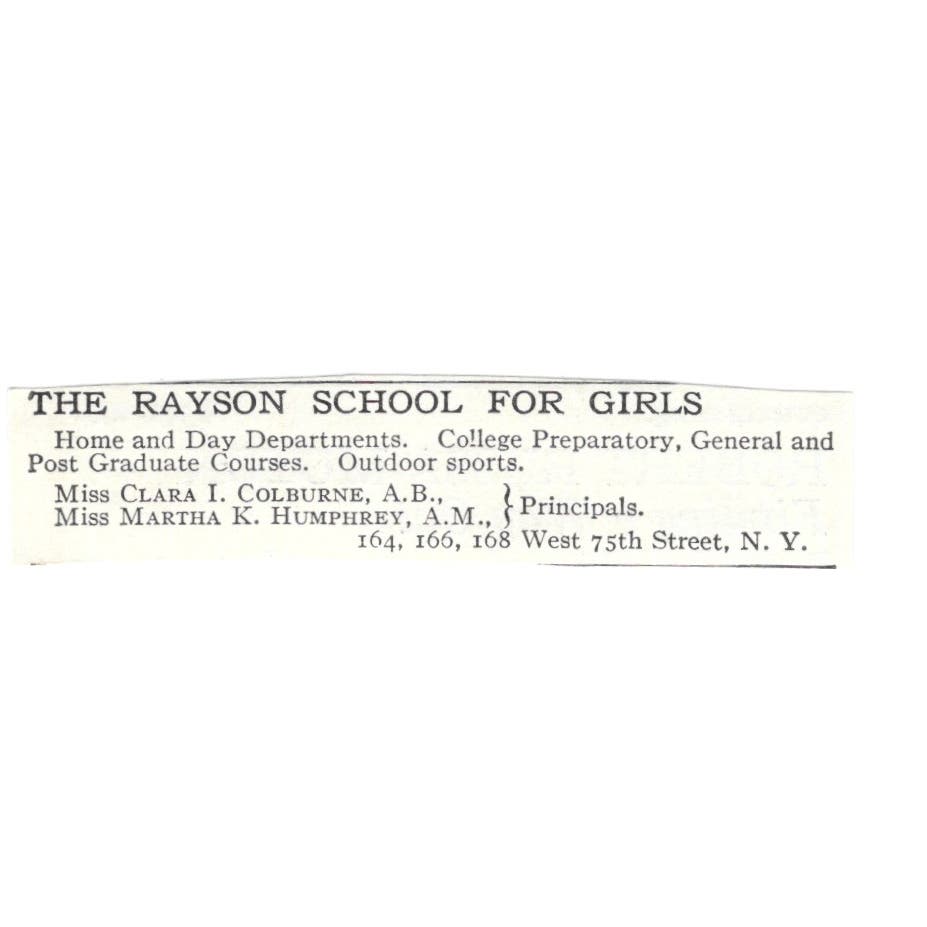 THE RAYSON SCHOOL FOR GIRLS
Home and Day Departments. College Preparatory, General and
Post Graduate Courses. Outdoor sports.
Miss CLARA I. COLBURNE, A.B.,
Miss MARTHA K. HUMPHREY, A.M., } Principals.
164, 166, 168 West 75th Street, N. Y.